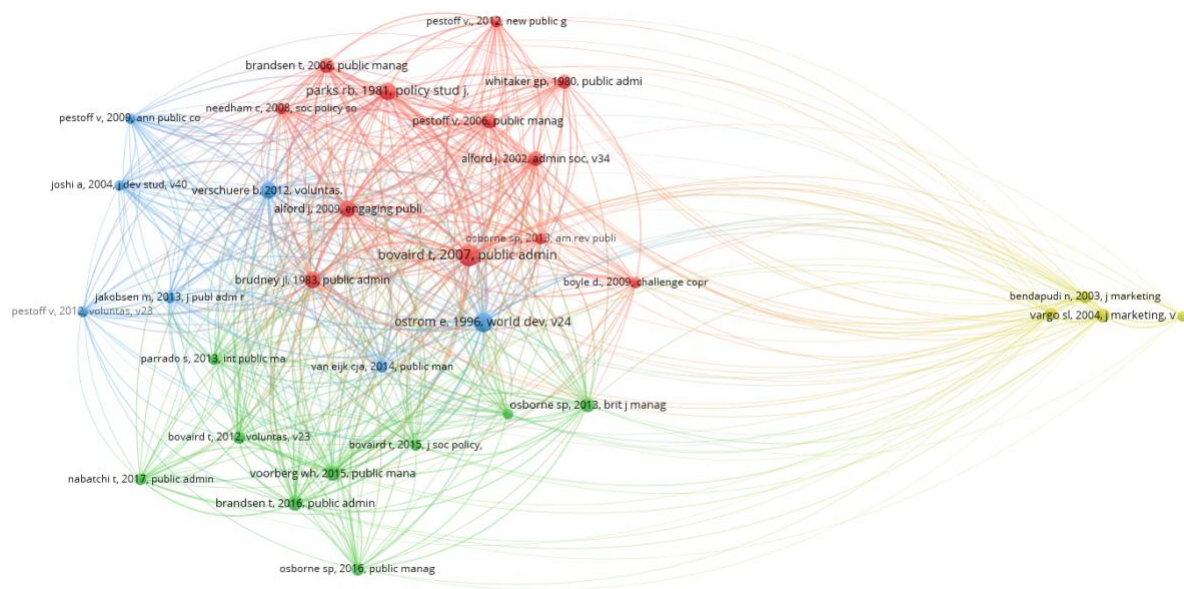 pestoff v., 2012, new public g
brandsen t, 2006, public manag
whitaker gp, 1980, public admi
parks rb, 1981, policy stud j.
needham c, 2008, soc policy so
pestoff v, 2009, ann public co
pestoff v, 2006, public manag
alford j, 2002, admin soc, v34
joshi a, 2004, j dev stud, v40
verschuere b, 2012, voluntas,
alford j, 2009, engaging publi
osborne sp, 2013, am rev publi
bovaird t, 2007, public admin
brudney jl, 1983, public admin
boyle d., 2009, challenge copr
jakobsen m, 2013, j publ adm r
bendapudi n, 2003, j marketing
pestoff v, 2012, voluntas, v23
vargo sl, 2004, j marketing, v
ostrom e, 1996, world dev, v24
parrado s, 2013, int public ma
van eijk cja, 2014, public man
osborne sp, 2013, brit j manag
bovaird t, 2012, voluntas, v23
bovaird t, 2015, j soc policy,
nabatchi t, 2017, public admin
voorberg wh, 2015, public mana
brandsen t, 2016, public admin
osborne sp, 2016, public manag